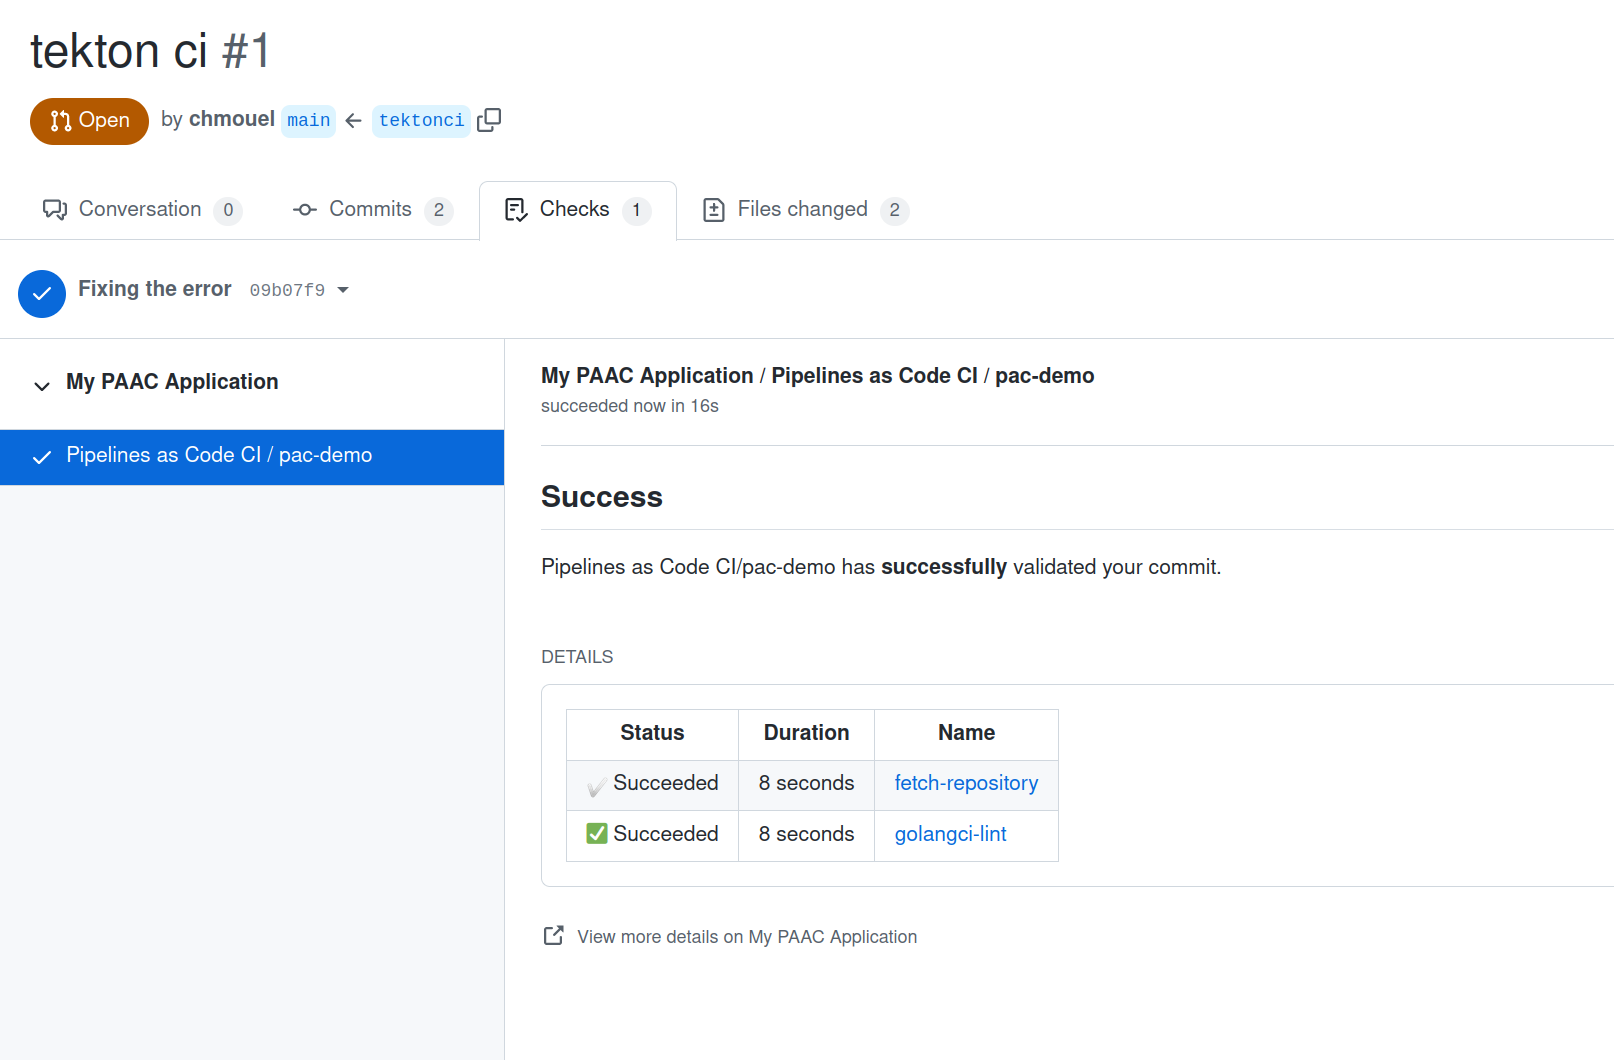 tekton ci #1
Open by chmouel main ← tektonci
Conversation 0 Commits 2 Checks 1 Files changed 2
Fixing the error 09b07f9
My PAAC Application
Pipelines as Code CI / pac-demo
My PAAC Application / Pipelines as Code CI / pac-demo
succeeded now in 16s
Success
Pipelines as Code CI/pac-demo has successfully validated your commit.
DETAILS
Status Duration Name
✔️ Succeeded 8 seconds fetch-repository
✅ Succeeded 8 seconds golangci-lint
View more details on My PAAC Application